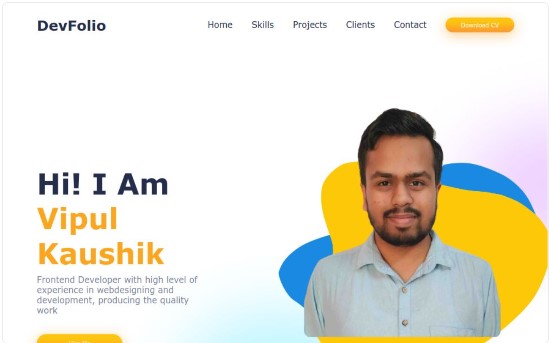 DevFolio
Home Skills Projects Clients Contact Download CV
Hi! I Am
Vipul
Kaushik
Frontend Developer with high level of
experience in webdesigning and
development, producing the quality
work